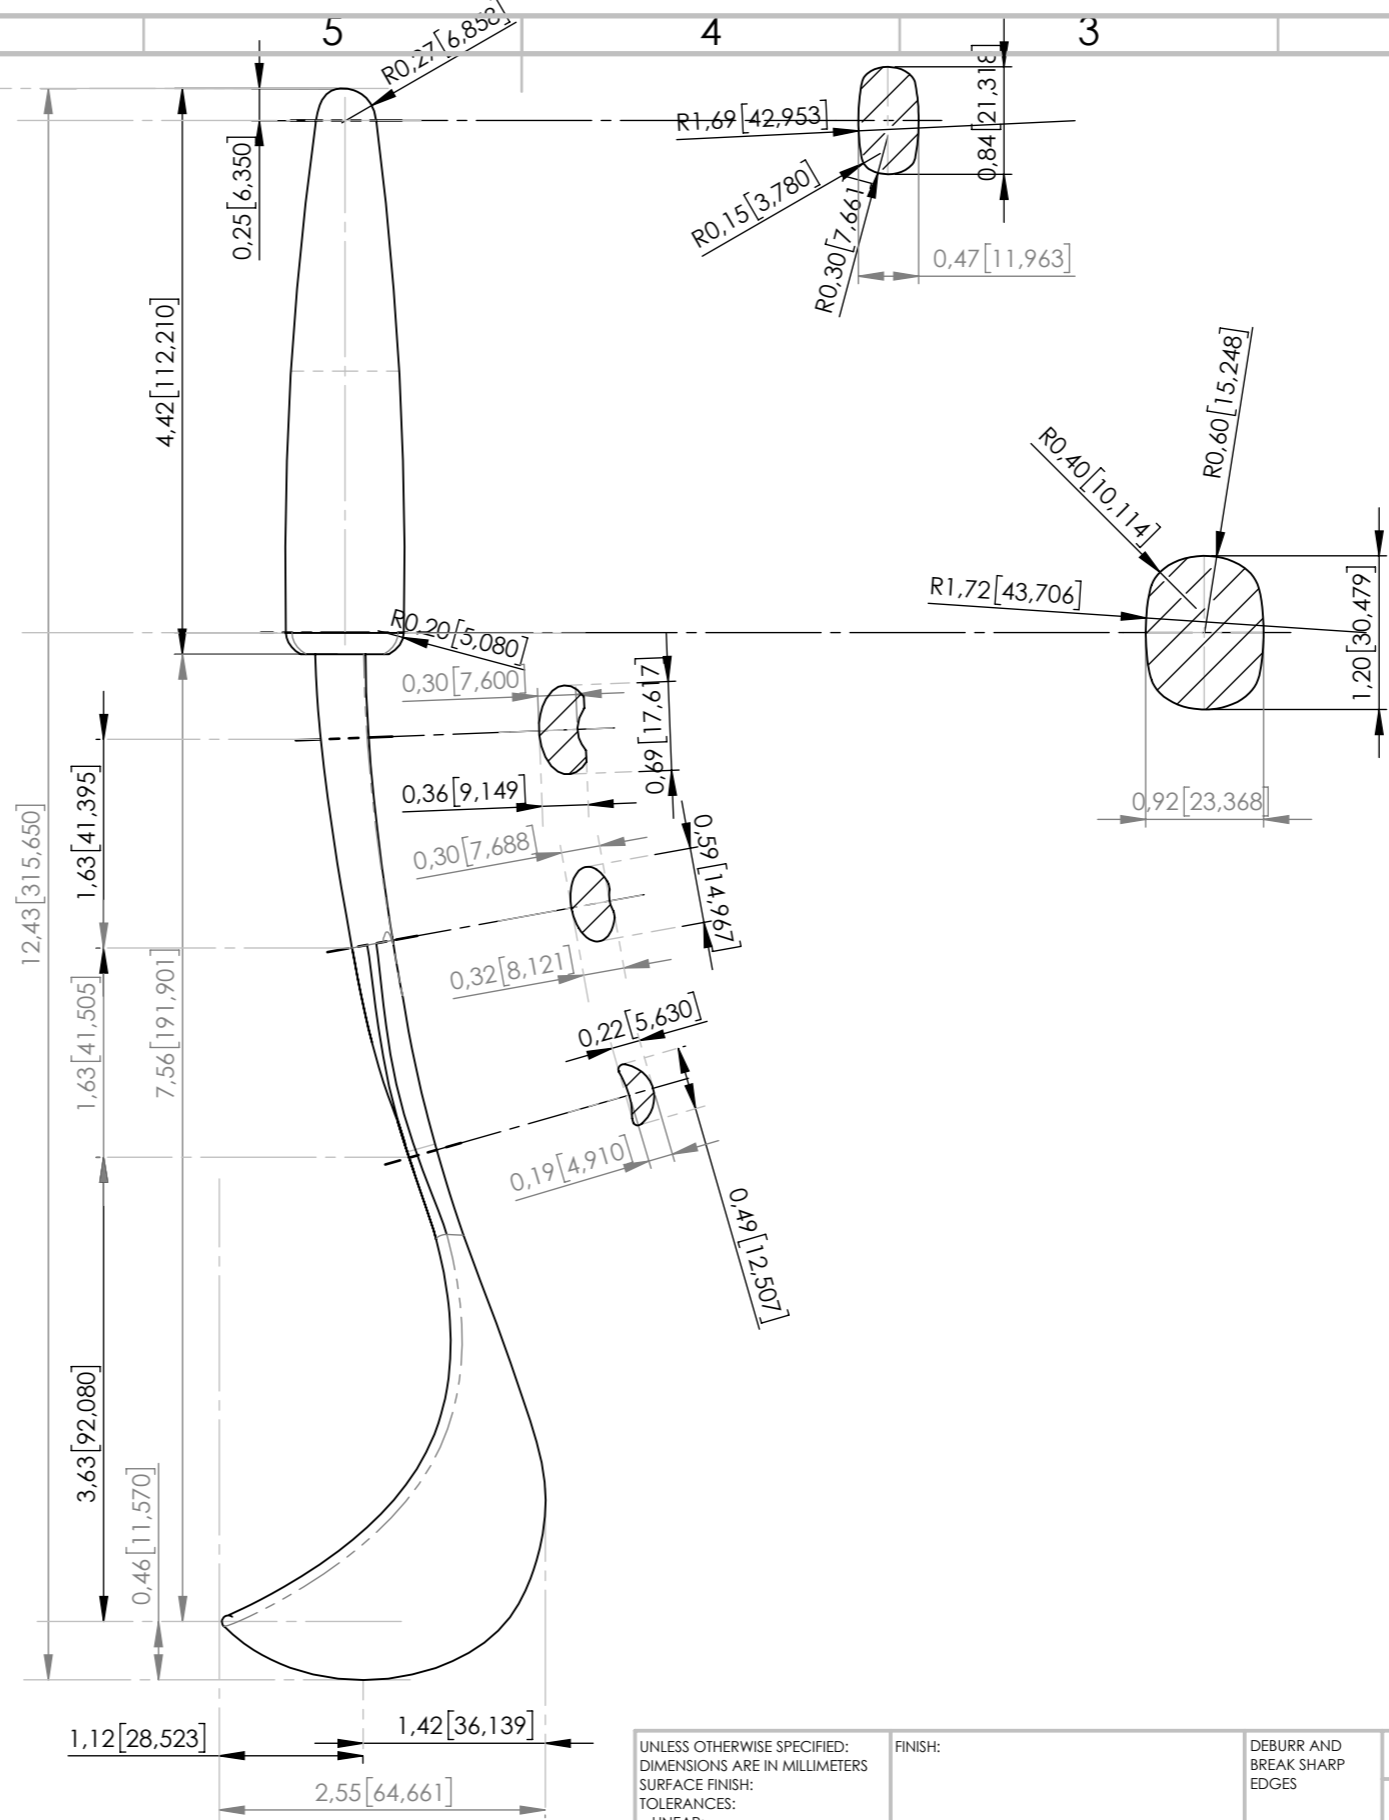 5
4
3
R0,27[6,858]
0,25[6,350]
R1,69[42,953]
0,84[21,318]
R0,15[3,780]
R0,30[7,661]
0,47[11,963]
4,42[112,210]
R0,60[15,248]
R0,40[10,114]
R1,72[43,706]
1,20[30,479]
0,92[23,368]
R0,20[5,080]
0,30[7,600]
0,69[17,617]
0,36[9,149]
0,30[7,688]
0,59[14,967]
0,32[8,121]
0,22[5,630]
0,19[4,910]
0,49[12,507]
12,43[315,650]
1,63[41,395]
1,63[41,505]
7,56[191,901]
3,63[92,080]
0,46[11,570]
1,12[28,523]
1,42[36,139]
2,55[64,661]
UNLESS OTHERWISE SPECIFIED:
DIMENSIONS ARE IN MILLIMETERS
SURFACE FINISH:
TOLERANCES:
LINEAR:
FINISH:
DEBURR AND
BREAK SHARP
EDGES